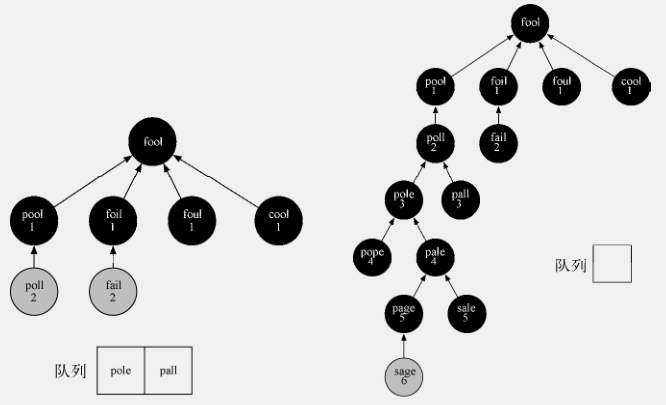 fool
pool
1
foil
1
foul
1
cool
1
poll
2
fail
2
队列
pole
pall
fool
pool
1
foil
1
foul
1
cool
1
poll
2
fail
2
pole
3
pall
3
pope
4
pale
4
page
5
sale
5
sage
6
队列